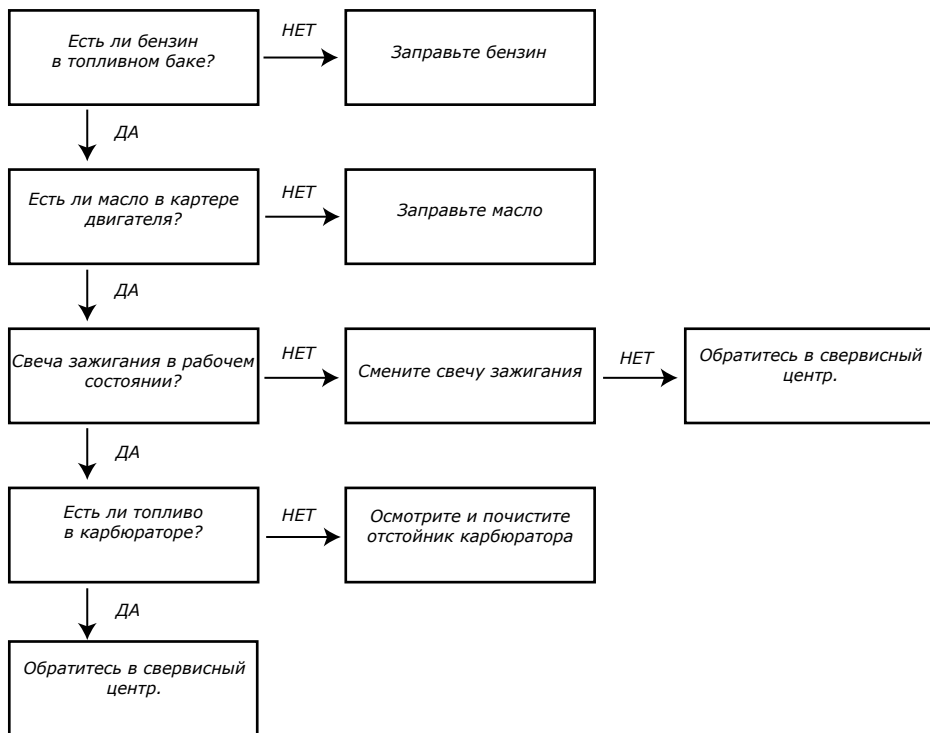 Есть ли бензин
в топливном баке?
НЕТ
Заправьте бензин
ДА
Есть ли масло в картере
двигателя?
НЕТ
Заправьте масло
ДА
Свеча зажигания в рабочем
состоянии?
НЕТ
Смените свечу зажигания
НЕТ
Обратитесь в свервисный
центр.
ДА
Есть ли топливо
в карбюраторе?
НЕТ
Осмотрите и почистите
отстойник карбюратора
ДА
Обратитесь в свервисный
центр.